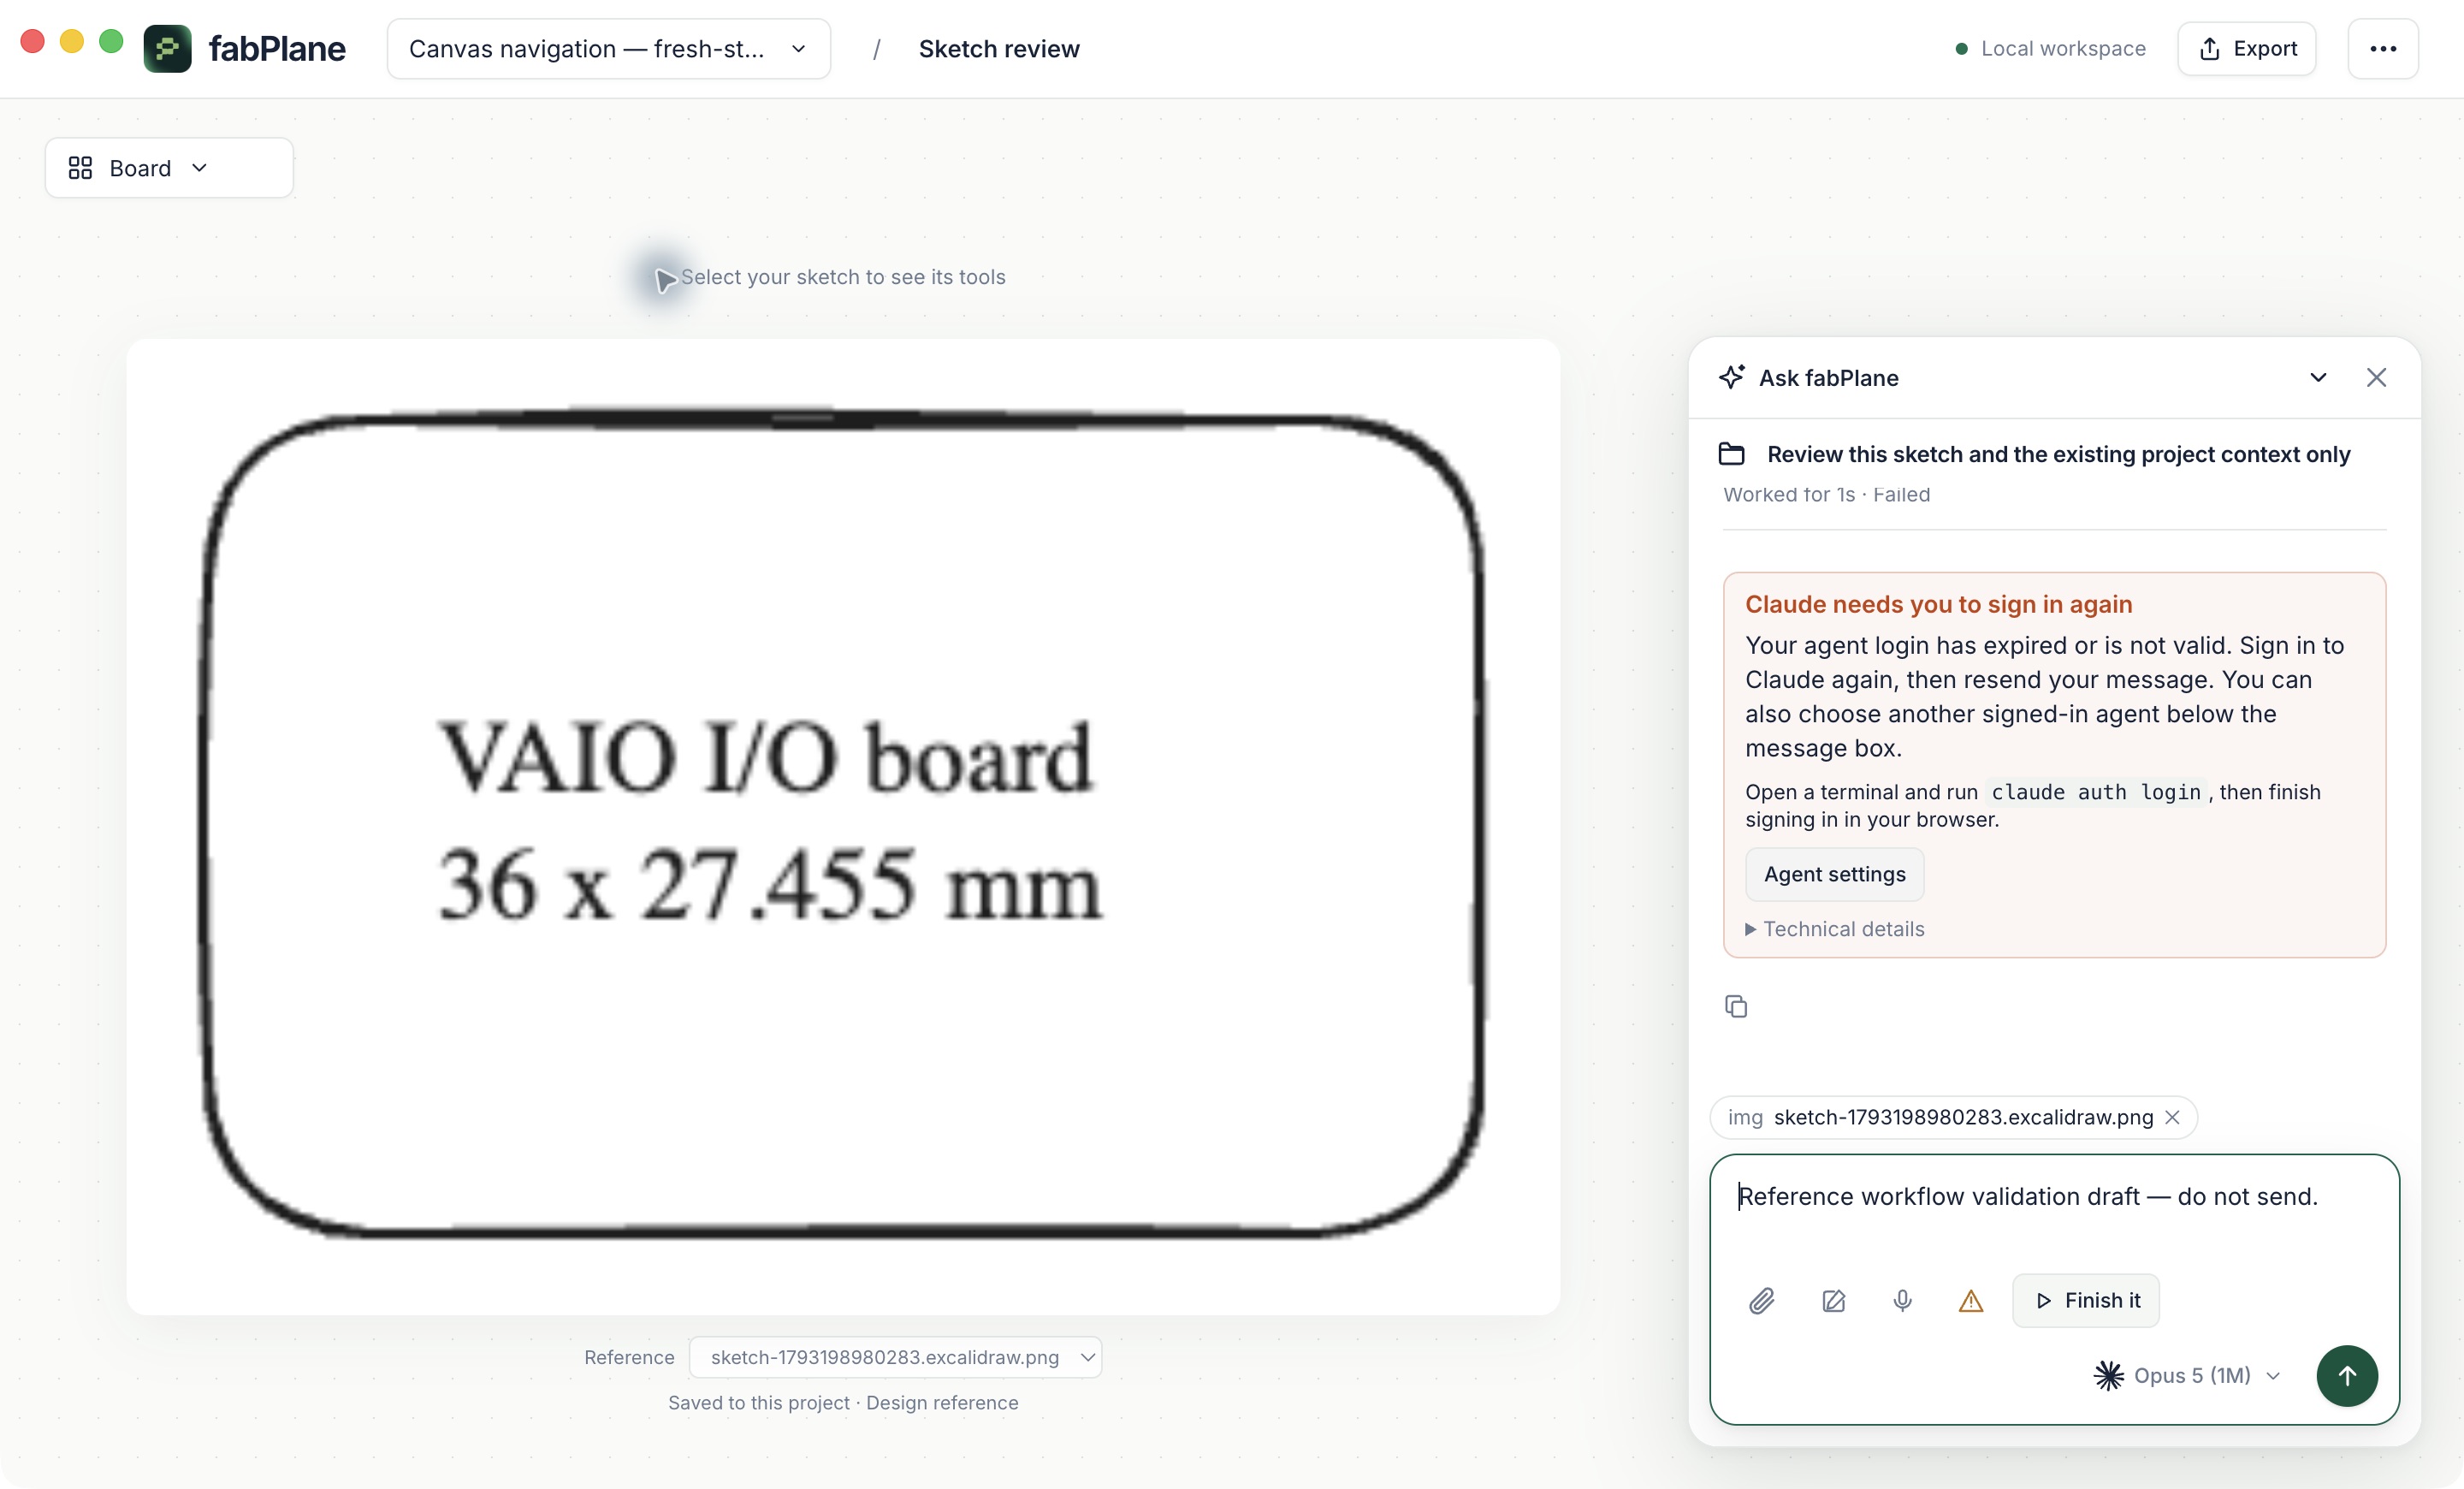 fabPlane
Canvas navigation — fresh-st...
/
Sketch review
Local workspace
Export
Board
Select your sketch to see its tools
VAIO I/O board
36 x 27.455 mm
Reference
sketch-1793198980283.excalidraw.png
Saved to this project · Design reference
Ask fabPlane
Review this sketch and the existing project context only
Worked for 1s · Failed
Claude needs you to sign in again
Your agent login has expired or is not valid. Sign in to
Claude again, then resend your message. You can
also choose another signed-in agent below the
message box.
Open a terminal and run claude auth login, then finish
signing in in your browser.
Agent settings
Technical details
img sketch-1793198980283.excalidraw.png
Reference workflow validation draft — do not send.
Finish it
Opus 5 (1M)